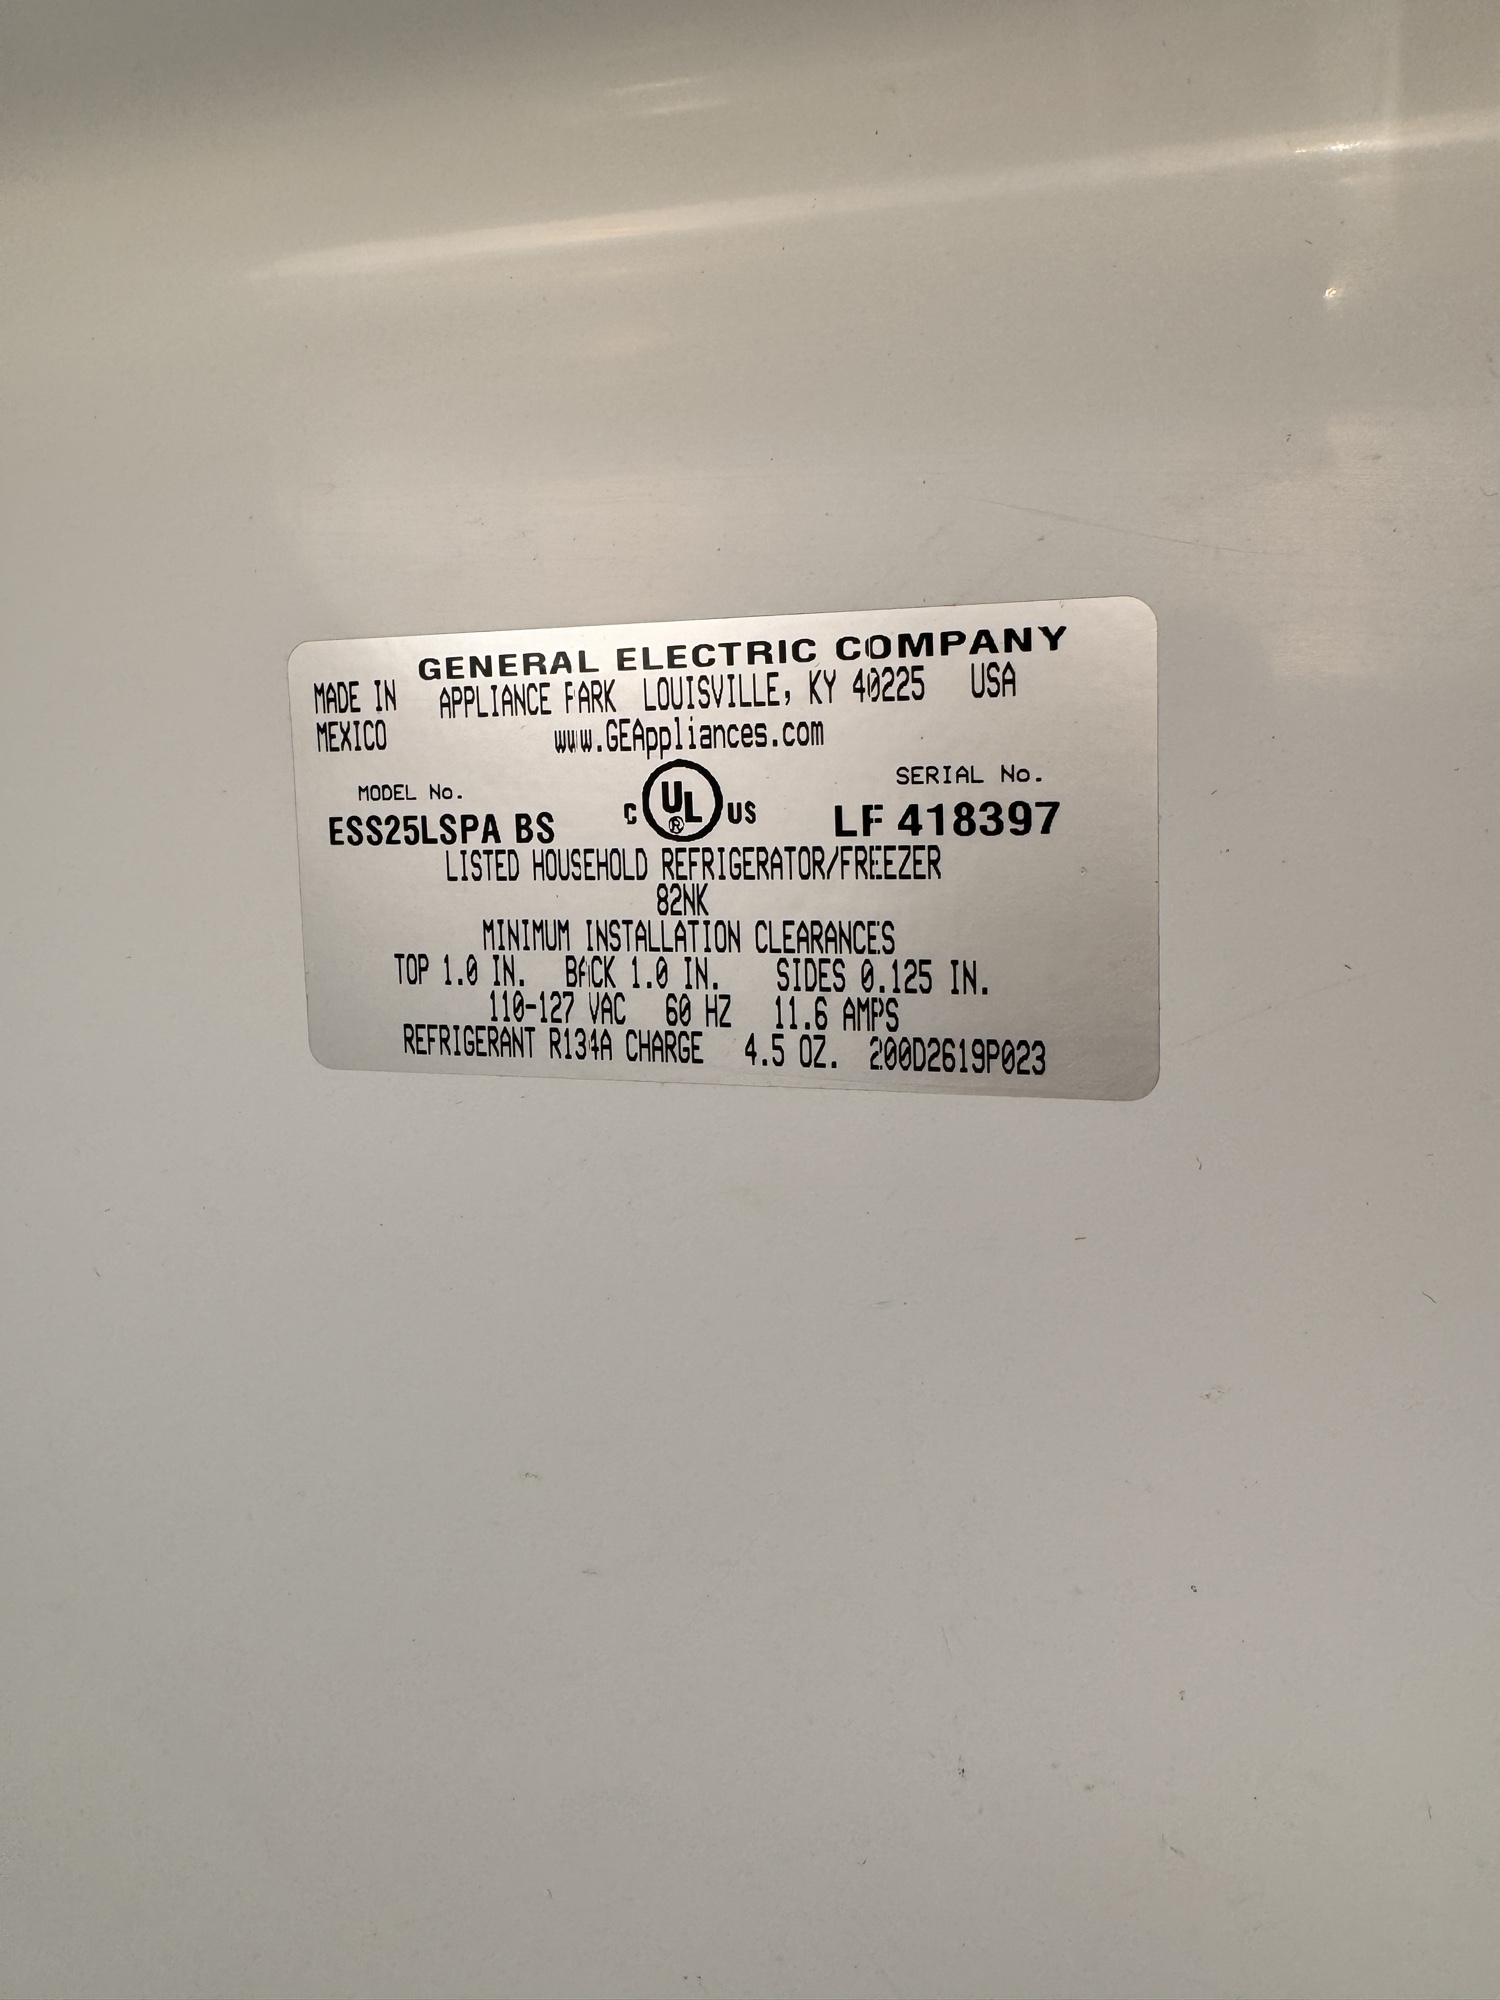 GENERAL ELECTRIC COMPANY
MADE IN APPLIANCE PARK LOUISVILLE, KY 40225 USA
MEXICO www.GEAppliances.com
MODEL No. SERIAL No.
ESS25LSPA BS C UL® US LF 418397
LISTED HOUSEHOLD REFRIGERATOR/FREEZER
82NK
MINIMUM INSTALLATION CLEARANCES
TOP 1.0 IN. BACK 1.0 IN. SIDES 0.125 IN.
110-127 VAC 60 HZ 11.6 AMPS
REFRIGERANT R134A CHARGE 4.5 OZ. 200D2619P023